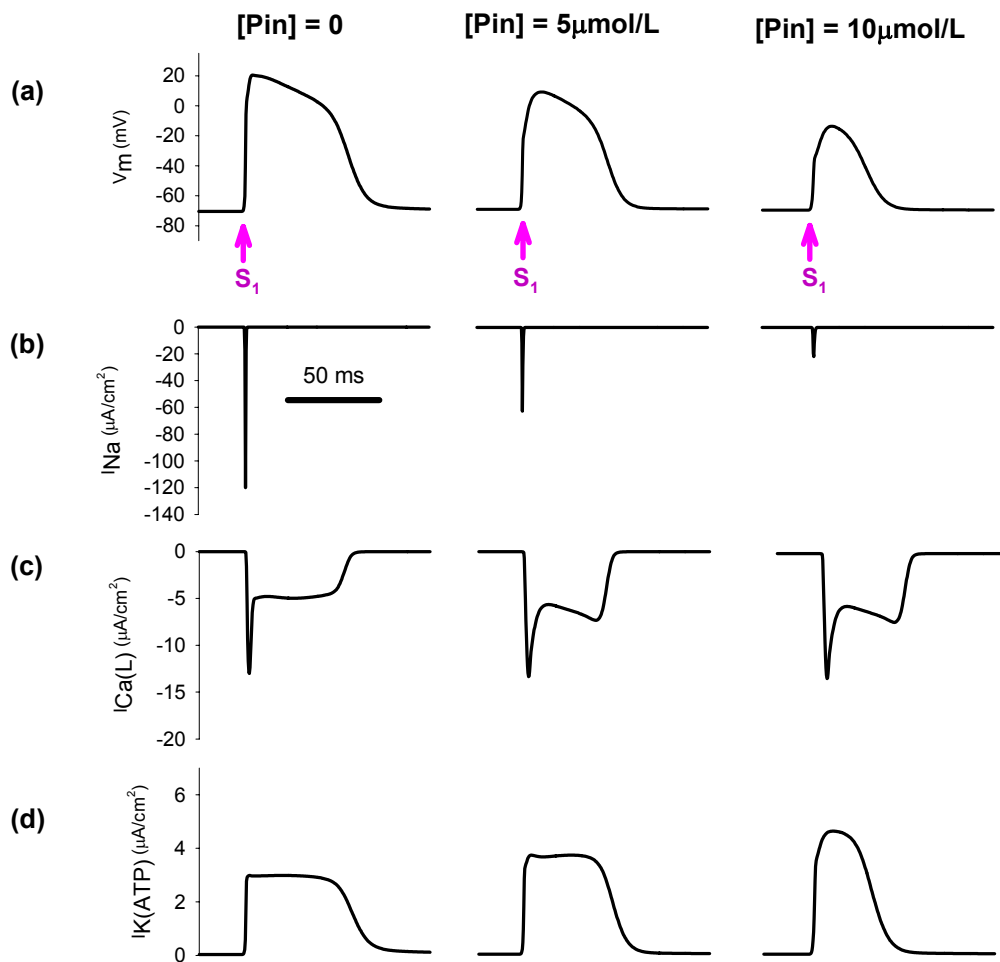 [Pin] = 0
[Pin] = 5μmol/L
[Pin] = 10μmol/L
(a)
Vm (mV)
20
0
-20
-40
-60
-80
S1
S1
S1
(b)
INa (μA/cm²)
0
-20
-40
-60
-80
-100
-120
-140
50 ms
(c)
ICa(L) (μA/cm²)
0
-5
-10
-15
-20
(d)
IK(ATP) (μA/cm²)
6
4
2
0